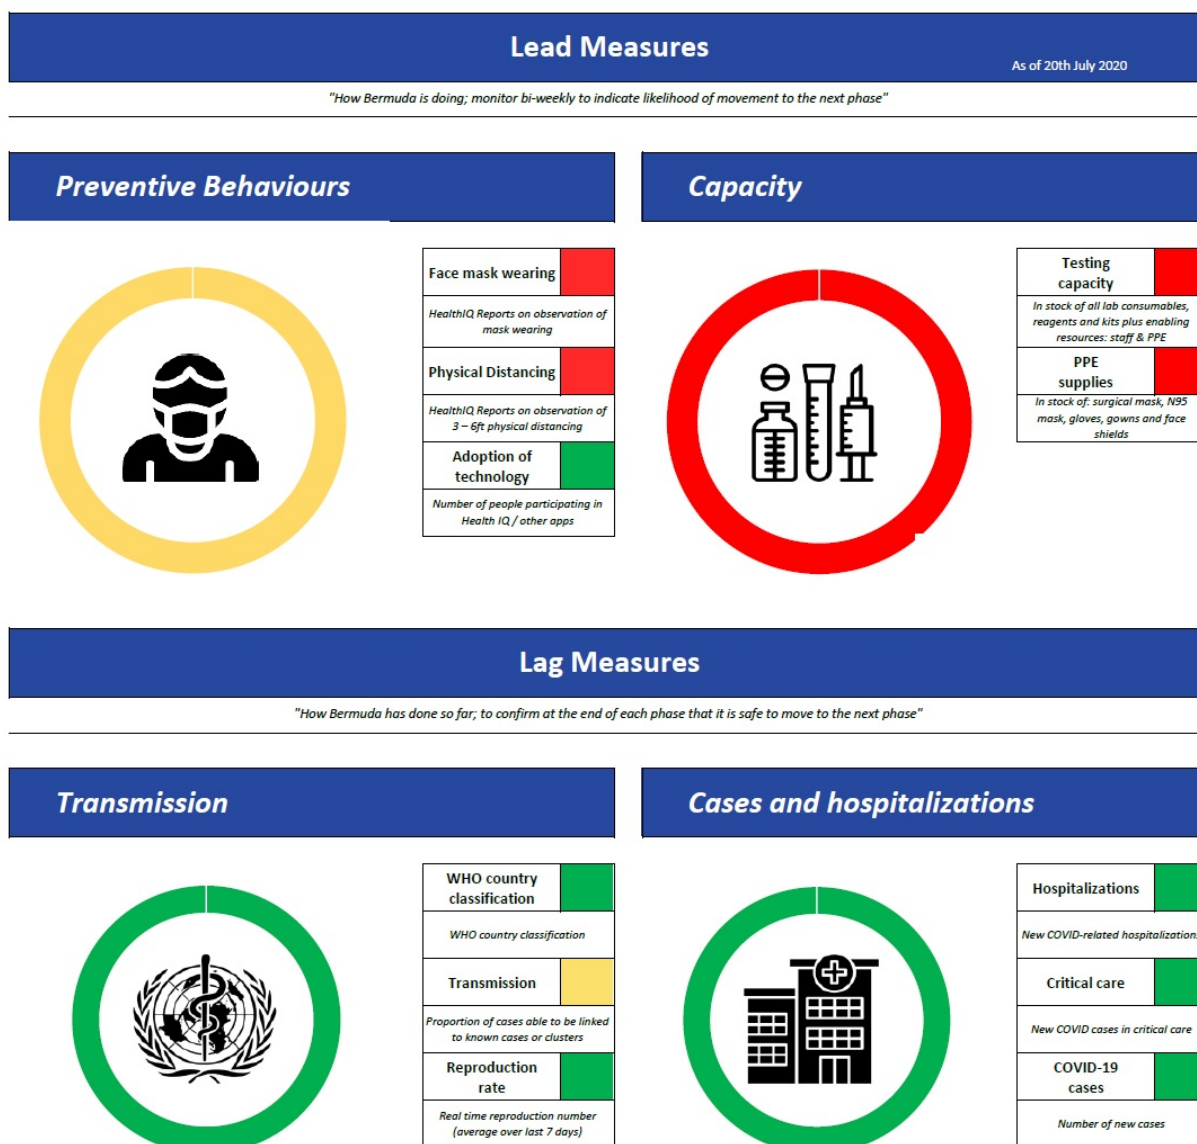 Lead Measures
As of 20th July 2020
"How Bermuda is doing; monitor bi-weekly to indicate likelihood of movement to the next phase"
Preventive Behaviours
Face mask wearing
HealthIQ Reports on observation of
mask wearing
Physical Distancing
HealthIQ Reports on observation of
3 – 6ft physical distancing
Adoption of
technology
Number of people participating in
Health IQ / other apps
Capacity
Testing
capacity
In stock of all lab consumables,
reagents and kits plus enabling
resources: staff & PPE
PPE
supplies
In stock of: surgical mask, N95
mask, gloves, gowns and face
shields
Lag Measures
"How Bermuda has done so far; to confirm at the end of each phase that it is safe to move to the next phase"
Transmission
WHO country
classification
WHO country classification
Transmission
Proportion of cases able to be linked
to known cases or clusters
Reproduction
rate
Real time reproduction number
(average over last 7 days)
Cases and hospitalizations
Hospitalizations
New COVID-related hospitalizations
Critical care
New COVID cases in critical care
COVID-19
cases
Number of new cases